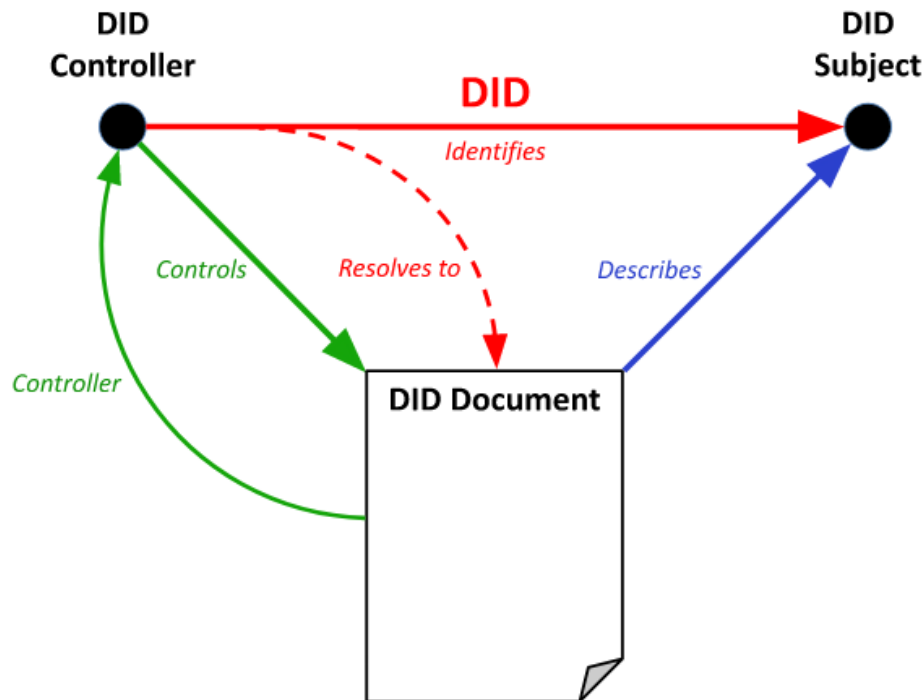 DID
Controller
DID
Subject
DID
Identifies
Controls
Resolves to
Describes
Controller
DID Document